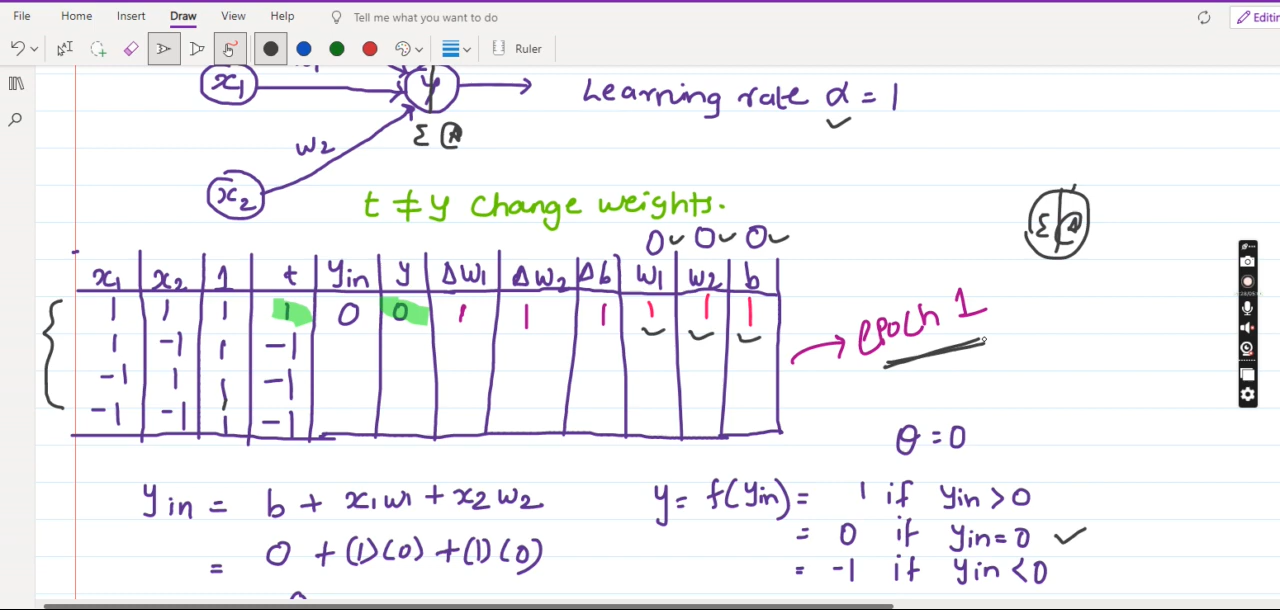 File Home Insert Draw View Help Tell me what you want to do Editin
Ruler
x1 y Learning rate α = 1
Σ
w2
x2
t ≠ y Change weights.
Σ
0 0 0
x1 x2 1 t yin y Δw1 Δw2 Δb w1 w2 b
1 1 1 1 0 0 1 1 1 1 1 1
1 -1 1 -1
-1 1 1 -1
-1 -1 1 -1
epoch 1
θ = 0
yin = b + x1w1 + x2w2
y = f(yin) = 1 if yin > 0
= 0 if yin = 0
= -1 if yin < 0
= 0 + (1)(0) + (1)(0)